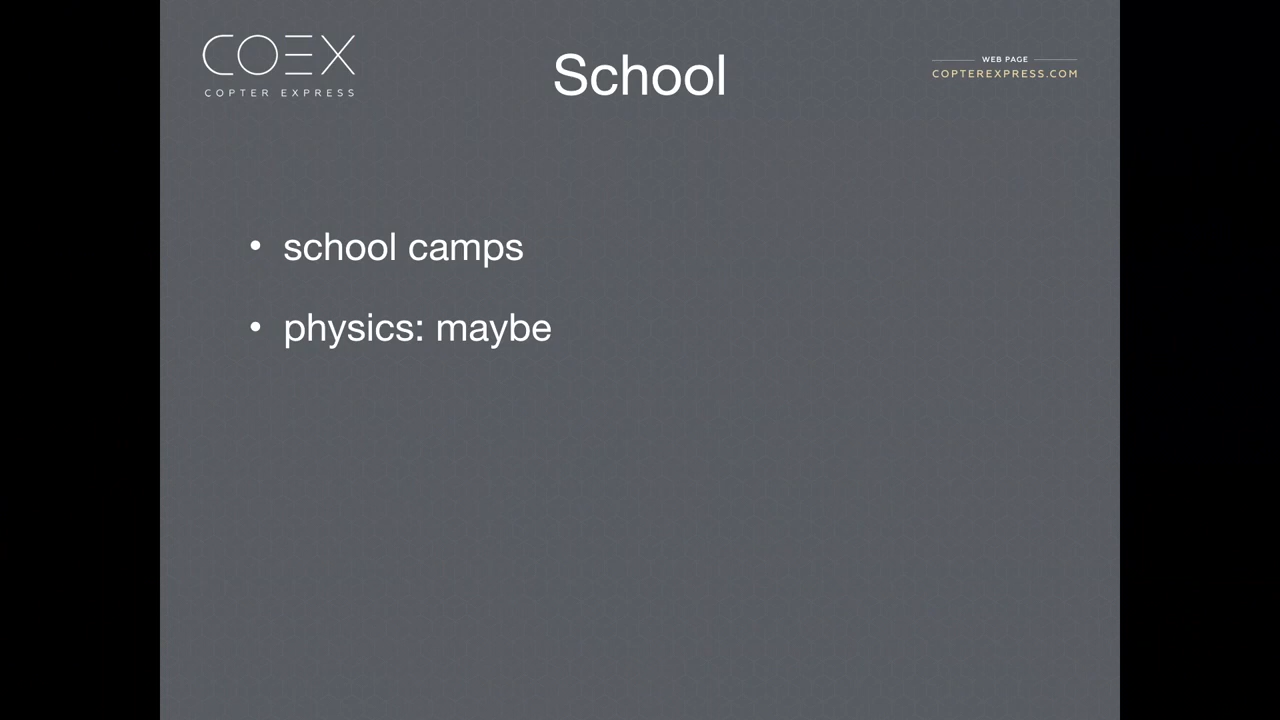 COEX
COPTER EXPRESS
School
WEB PAGE
COPTEREXPRESS.COM
• school camps
• physics: maybe